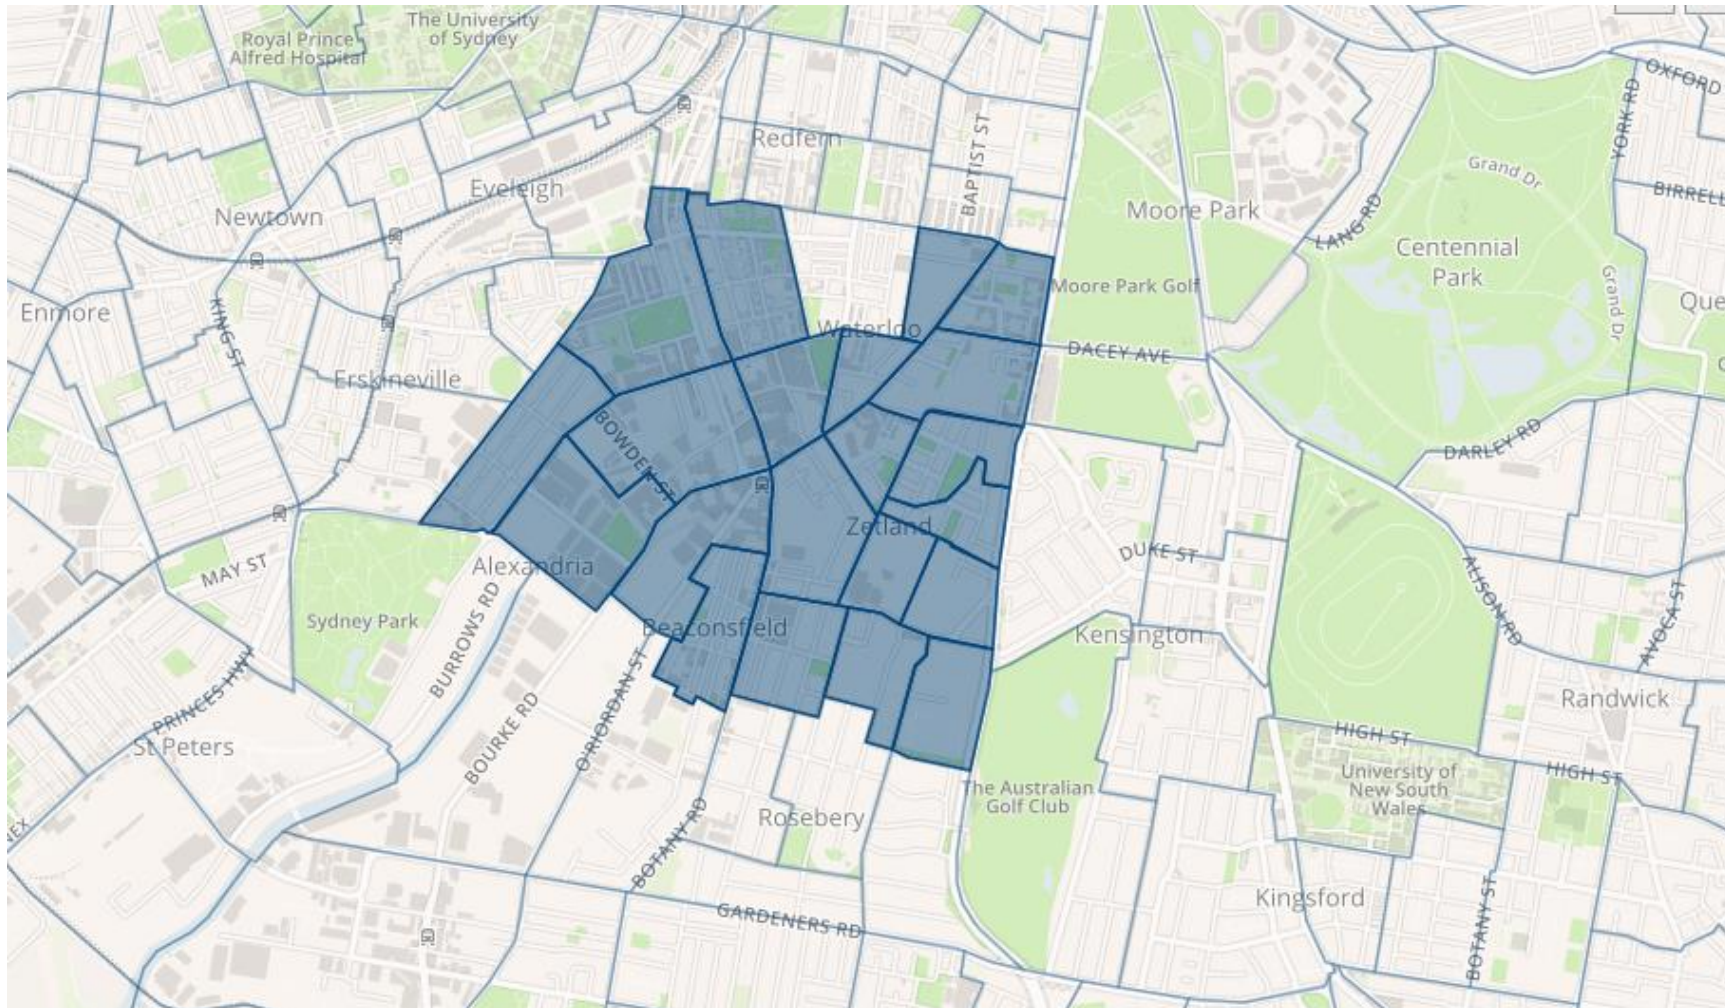 The University
of Sydney
Royal Prince
Alfred Hospital
OXFORD
YORK RD
Redfern
BAPTIST ST
Grand Dr
BIRRELL
Eveleigh
Newtown
Moore Park
LANG RD
Centennial
Park
Moore Park Golf
Grand Dr
Que
Enmore
KING ST
Waterloo
DACEY AVE
Erskineville
BOWDEN ST
DARLEY RD
Zetland
MAY ST
Alexandria
DUKE ST
ALISON RD
AVOCA ST
Sydney Park
BURROWS RD
Beaconsfield
Kensington
PRINCES HWY
St Peters
BOURKE RD
ORIORDAN ST
Randwick
HIGH ST
HIGH ST
University of
New South
Wales
The Australian
Golf Club
Rosebery
BOTANY RD
NEX
Kingsford
GARDENERS RD
BOTANY ST